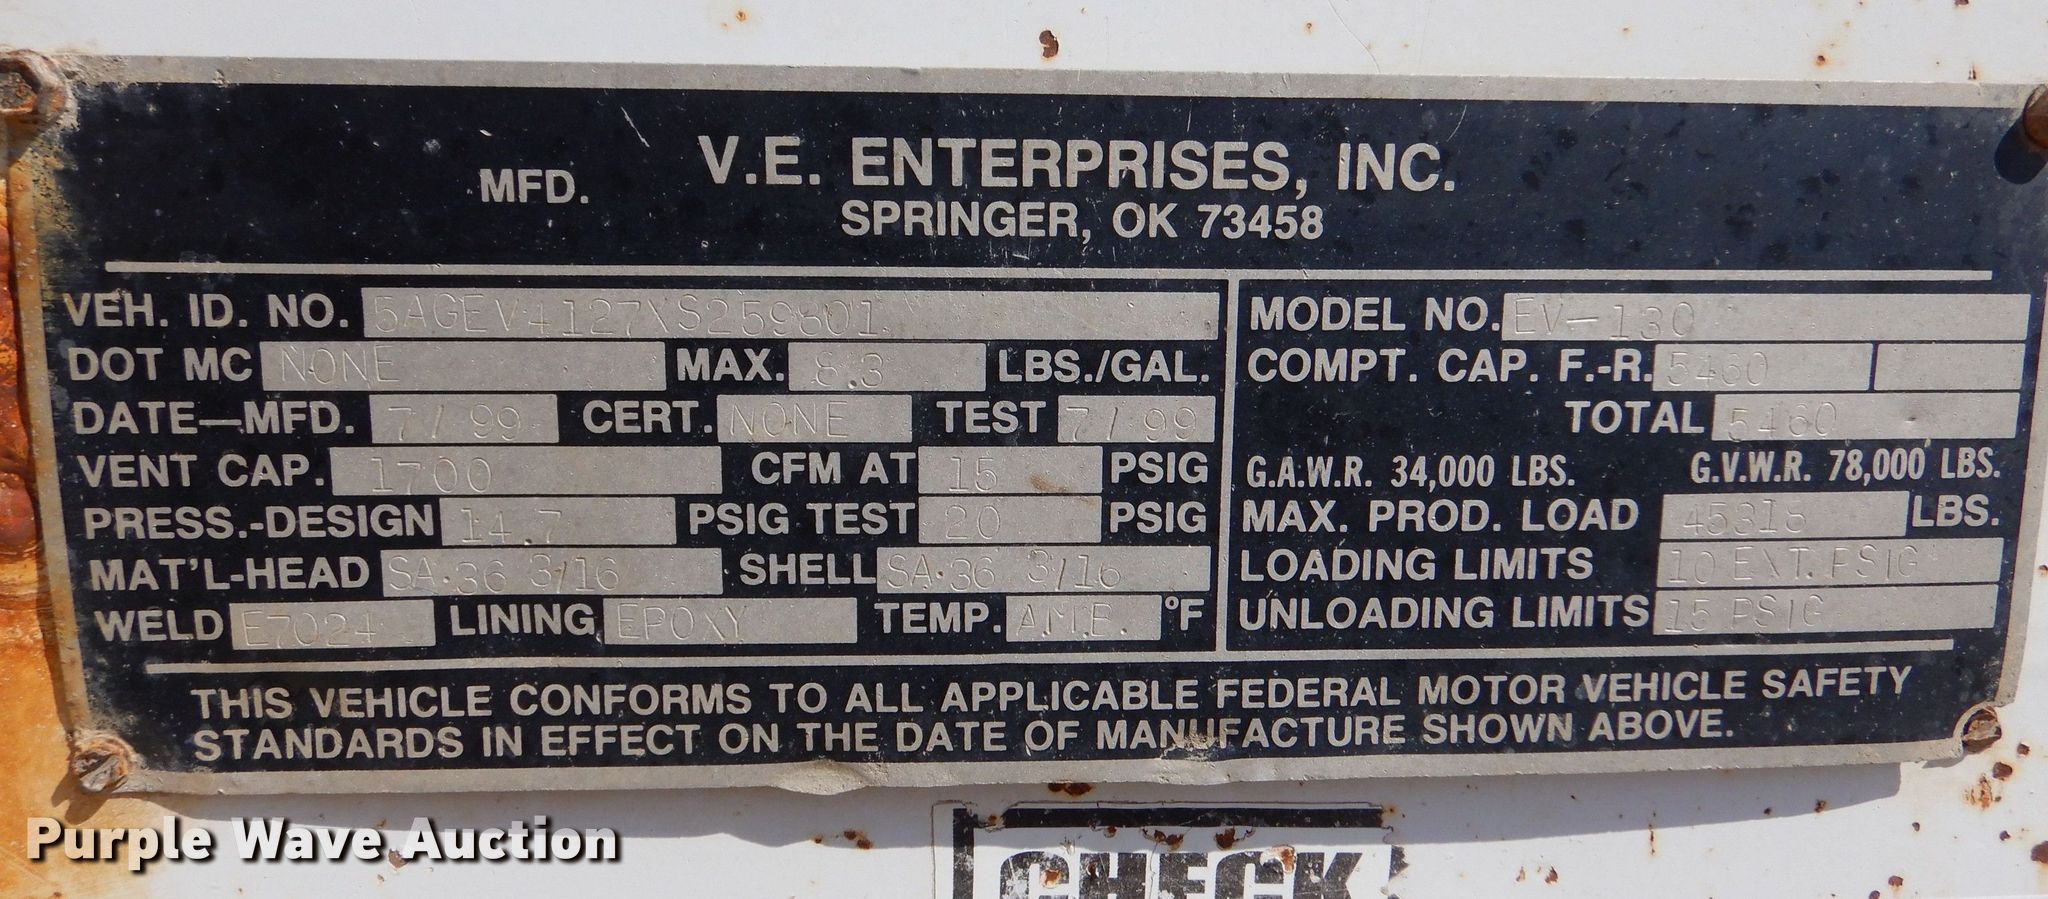 MFD. V.E. ENTERPRISES, INC.
SPRINGER, OK 73458
VEH. ID. NO. 5AGEV4127XS259801
DOT MC NONE MAX. 8.3 LBS./GAL.
DATE—MFD. 7/99 CERT. NONE TEST 7/99
VENT CAP. 1700 CFM AT 15 PSIG
PRESS.-DESIGN 14.7 PSIG TEST 20 PSIG
MAT'L-HEAD SA-36 3/16 SHELL SA-36 3/16
WELD E7024 LINING EPOXY TEMP. AMB. °F
MODEL NO. EV-130
COMPT. CAP. F.-R. 5460
TOTAL 5460
G.A.W.R. 34,000 LBS. G.V.W.R. 78,000 LBS.
MAX. PROD. LOAD 45318 LBS.
LOADING LIMITS 10 EXT. PSIG
UNLOADING LIMITS 15 PSIG
THIS VEHICLE CONFORMS TO ALL APPLICABLE FEDERAL MOTOR VEHICLE SAFETY
STANDARDS IN EFFECT ON THE DATE OF MANUFACTURE SHOWN ABOVE.
Purple Wave Auction
CHECK